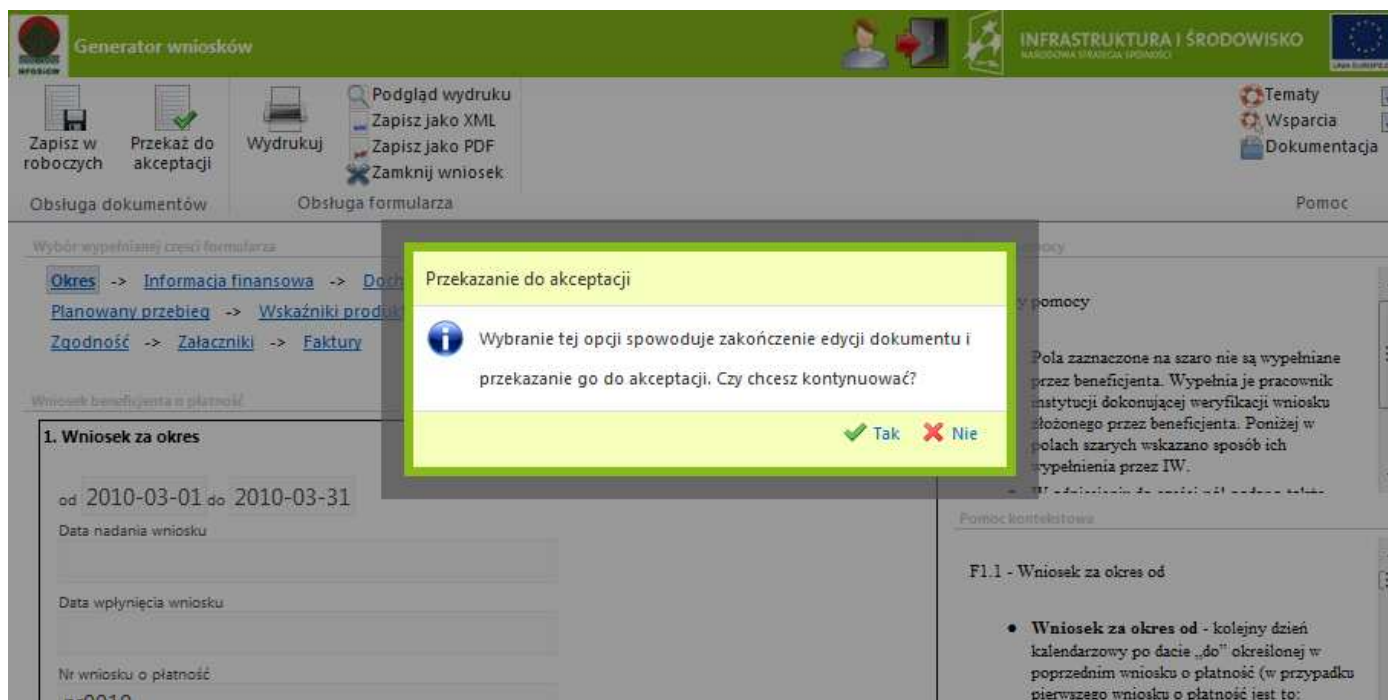 Generator wniosków
INFRASTRUKTURA I ŚRODOWISKO
NARODOWA STRATEGIA SPÓJNOŚCI
Zapisz w roboczych
Przekaż do akceptacji
Wydrukuj
Podgląd wydruku
Zapisz jako XML
Zapisz jako PDF
Zamknij wniosek
Tematy
Wsparcia
Dokumentacja
Obsługa dokumentów
Obsługa formularza
Pomoc
Wybór wypełnianej części formularza
Okres -> Informacja finansowa ->
Planowany przebieg ->
Zgodność -> Załaczniki -> Faktury
Przekazanie do akceptacji
Wybranie tej opcji spowoduje zakończenie edycji dokumentu i
przekazanie go do akceptacji. Czy chcesz kontynuować?
Tak Nie
Wniosek beneficjenta o płatność
1. Wniosek za okres
od 2010-03-01 do 2010-03-31
Data nadania wniosku
Data wpłynięcia wniosku
Nr wniosku o płatność
pomocy
Pola zaznaczone na szaro nie są wypełniane
przez beneficjenta. Wypełnia je pracownik
instytucji dokonującej weryfikacji wniosku
złożonego przez beneficjenta. Poniżej w
polach szarych wskazano sposób ich
wypełnienia przez IW.
Pomoc kontekstowa
F1.1 - Wniosek za okres od
• Wniosek za okres od - kolejny dzień
kalendarzowy po dacie „do” określonej w
poprzednim wniosku o płatność (w przypadku
pierwszego wniosku o płatność jest to: